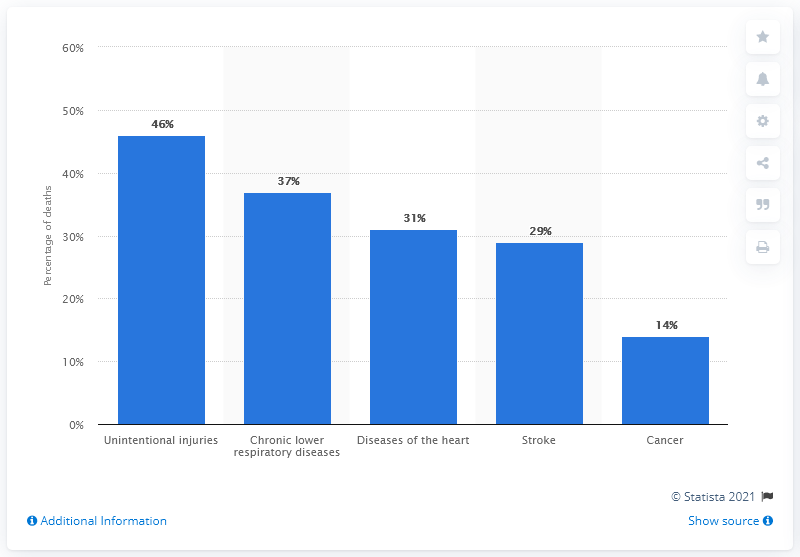 60%
50%
40%
30%
20%
10%
0%
Percentage of deaths
46%
37%
31%
29%
14%
Unintentional injuries
Chronic lower
respiratory diseases
Diseases of the heart
Stroke
Cancer
© Statista 2021
Additional Information
Show source